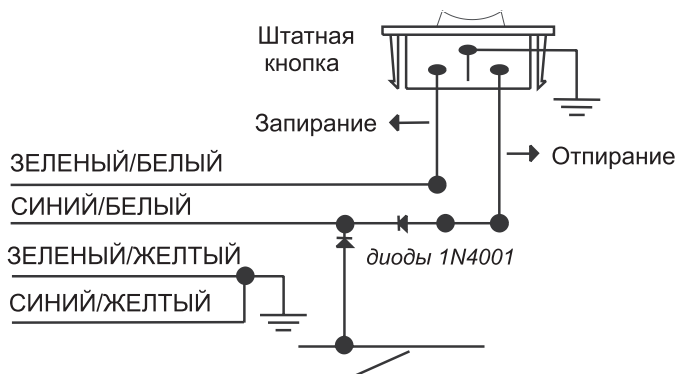 Штатная
кнопка
Запирание
Отпирание
ЗЕЛЕНЫЙ/БЕЛЫЙ
СИНИЙ/БЕЛЫЙ
ЗЕЛЕНЫЙ/ЖЕЛТЫЙ
диоды 1N4001
СИНИЙ/ЖЕЛТЫЙ